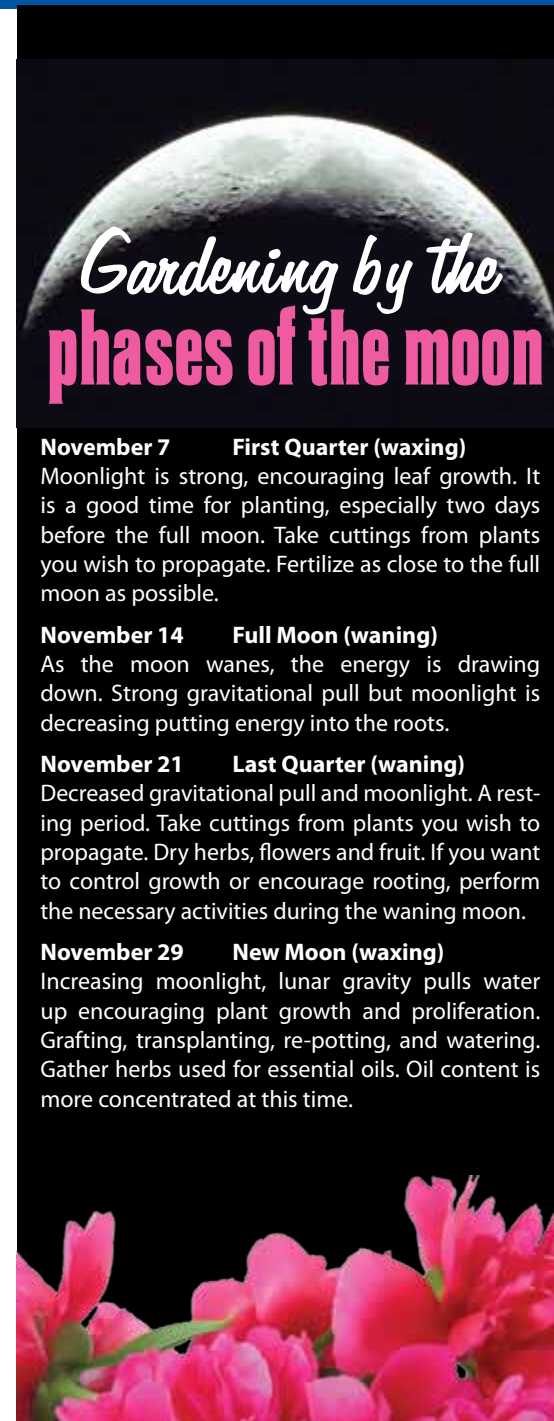 Gardening by the
phases of the moon
November 7 First Quarter (waxing)
Moonlight is strong, encouraging leaf growth. It
is a good time for planting, especially two days
before the full moon. Take cuttings from plants
you wish to propagate. Fertilize as close to the full
moon as possible.
November 14 Full Moon (waning)
As the moon wanes, the energy is drawing
down. Strong gravitational pull but moonlight is
decreasing putting energy into the roots.
November 21 Last Quarter (waning)
Decreased gravitational pull and moonlight. A rest-
ing period. Take cuttings from plants you wish to
propagate. Dry herbs, flowers and fruit. If you want
to control growth or encourage rooting, perform
the necessary activities during the waning moon.
November 29 New Moon (waxing)
Increasing moonlight, lunar gravity pulls water
up encouraging plant growth and proliferation.
Grafting, transplanting, re-potting, and watering.
Gather herbs used for essential oils. Oil content is
more concentrated at this time.